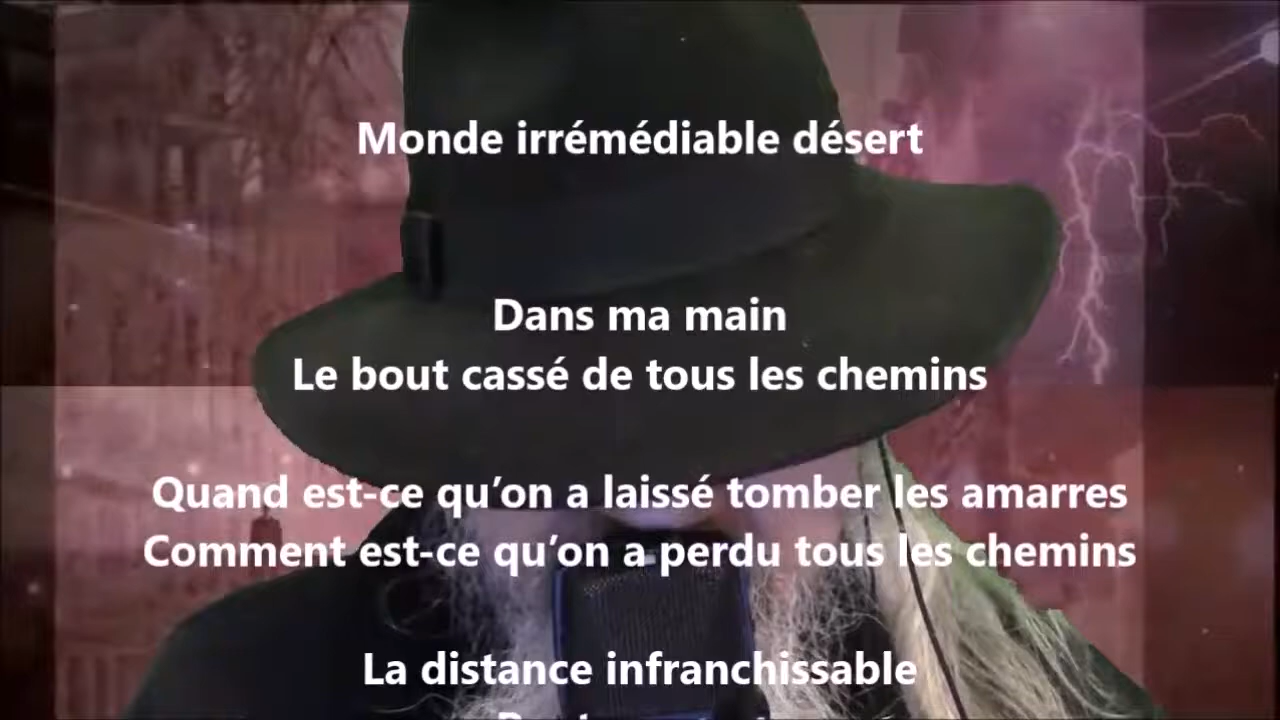 Monde irrémédiable désert
Dans ma main
Le bout cassé de tous les chemins
Quand est-ce qu’on a laissé tomber les amarres
Comment est-ce qu’on a perdu tous les chemins
La distance infranchissable